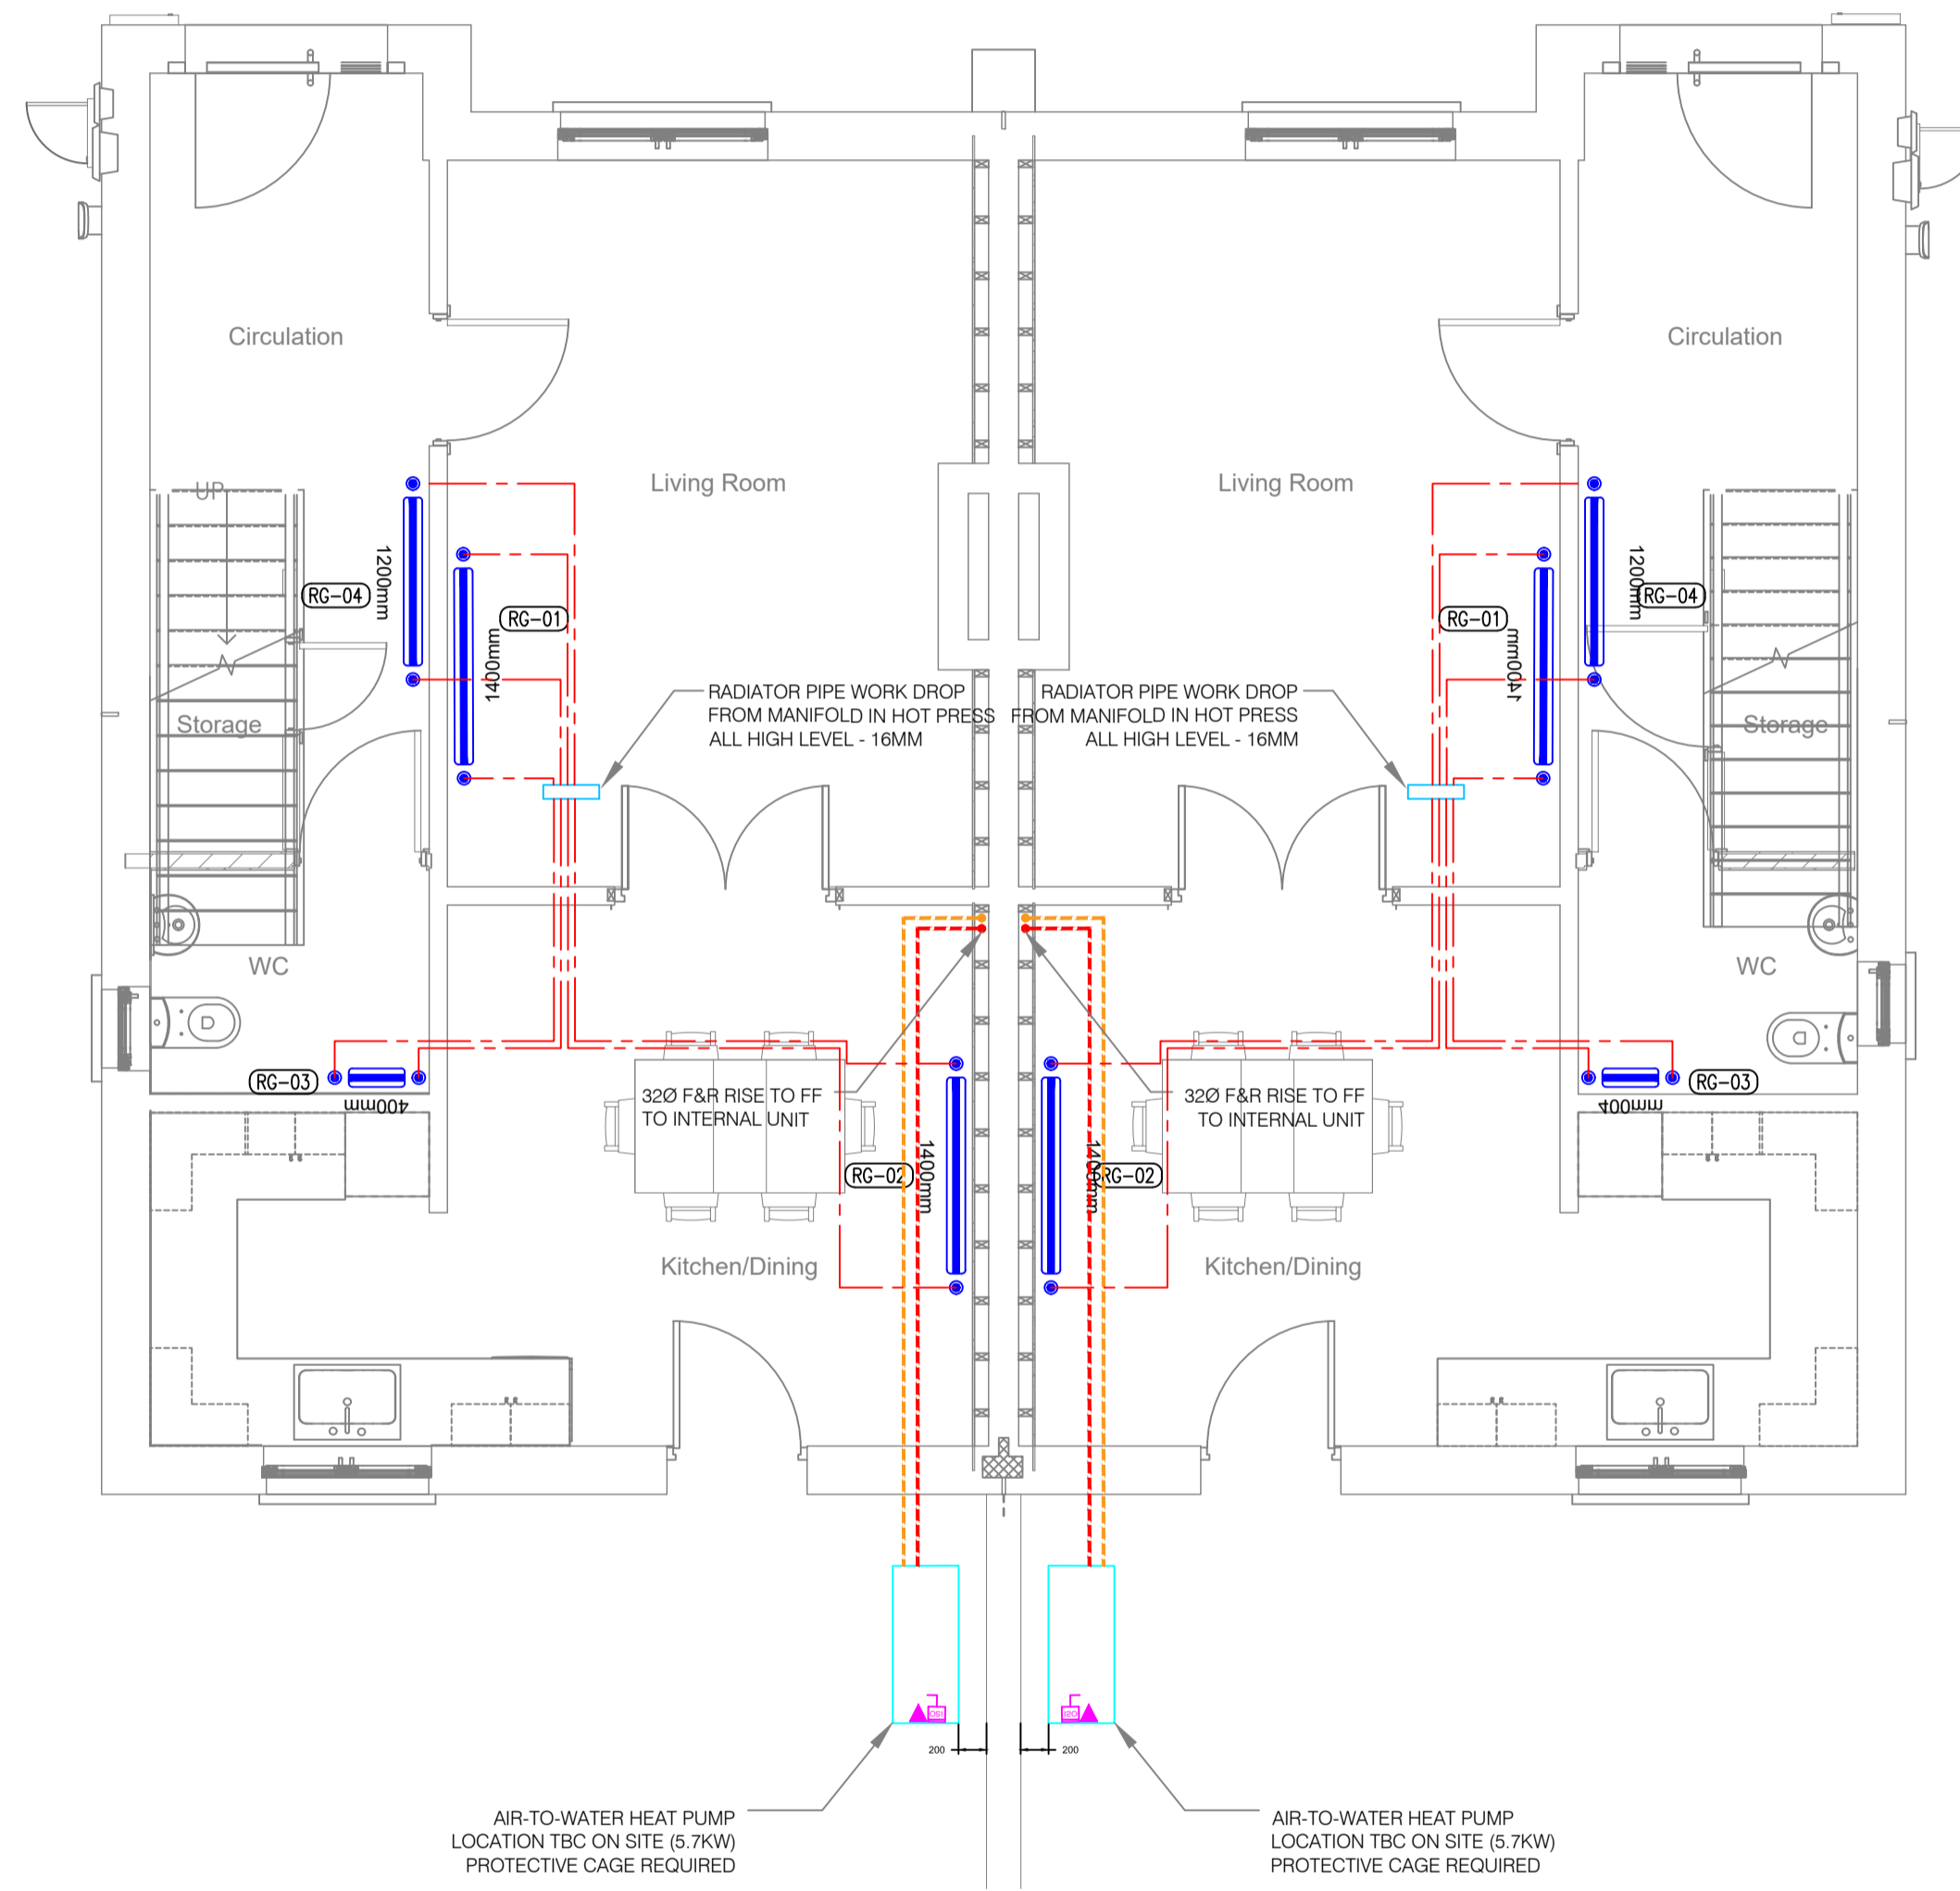 Circulation
Circulation
UP
Living Room
Living Room
1200mm
RG-04
RG-01
1400mm
RG-01
1400mm
1200mm
RG-04
RADIATOR PIPE WORK DROP
FROM MANIFOLD IN HOT PRESS
ALL HIGH LEVEL - 16MM
RADIATOR PIPE WORK DROP
FROM MANIFOLD IN HOT PRESS
ALL HIGH LEVEL - 16MM
Storage
Storage
WC
WC
RG-03
400mm
32Ø F&R RISE TO FF
TO INTERNAL UNIT
32Ø F&R RISE TO FF
TO INTERNAL UNIT
RG-03
400mm
RG-02
1400mm
1400mm
RG-02
Kitchen/Dining
Kitchen/Dining
ISO
ISO
200
200
AIR-TO-WATER HEAT PUMP
LOCATION TBC ON SITE (5.7KW)
PROTECTIVE CAGE REQUIRED
AIR-TO-WATER HEAT PUMP
LOCATION TBC ON SITE (5.7KW)
PROTECTIVE CAGE REQUIRED